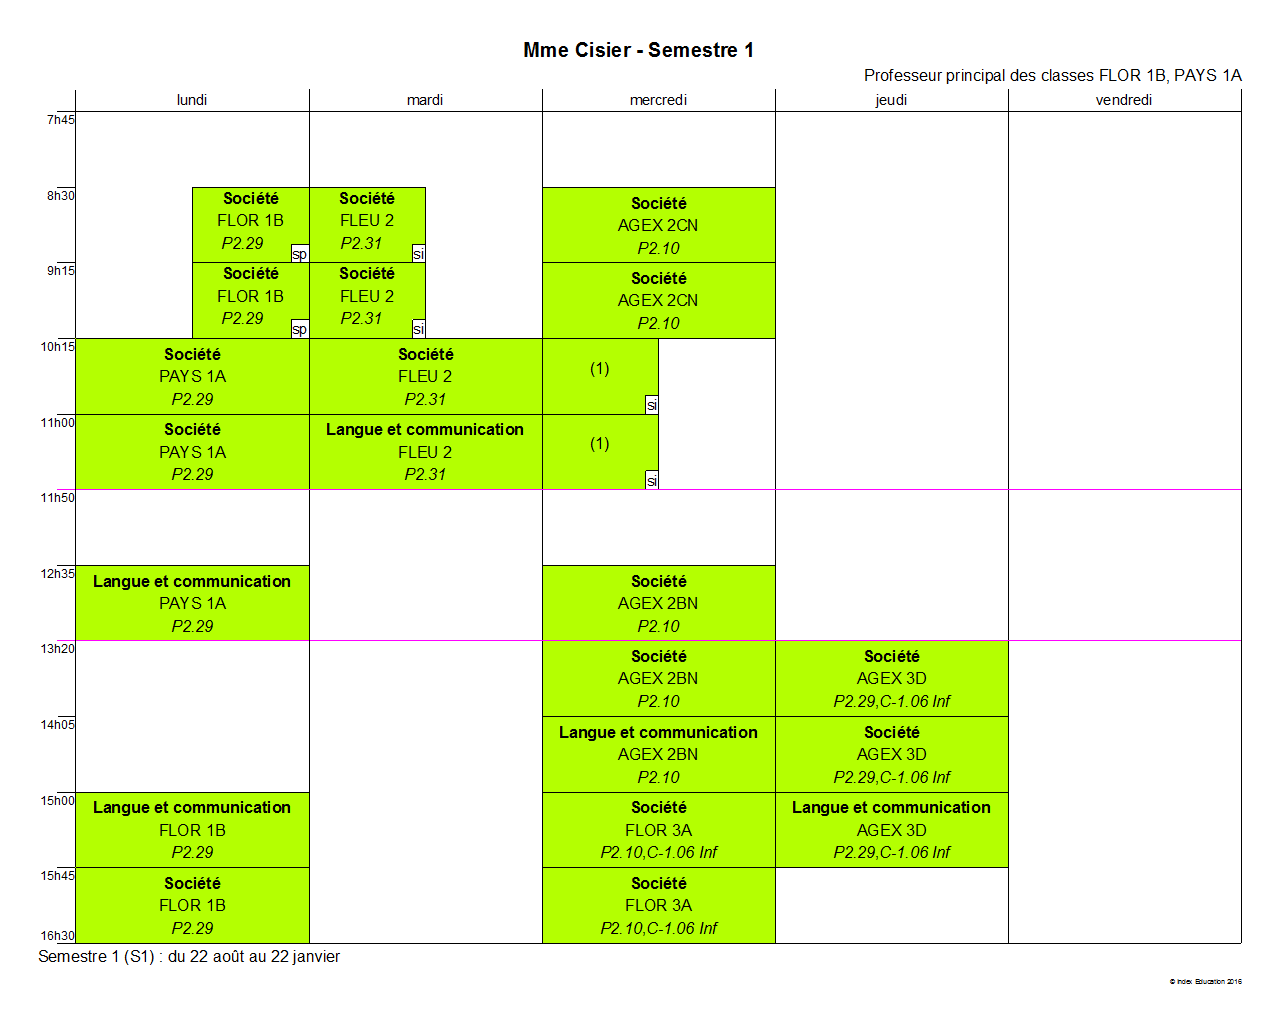 Mme Cisier - Semestre 1
Professeur principal des classes FLOR 1B, PAYS 1A
lundi mardi mercredi jeudi vendredi
7h45
8h30
Société Société Société
FLOR 1B FLEU 2 AGEX 2CN
P2.29 P2.31 P2.10
sp si
9h15
Société Société Société
FLOR 1B FLEU 2 AGEX 2CN
P2.29 P2.31 P2.10
sp si
10h15
Société Société (1)
PAYS 1A FLEU 2
P2.29 P2.31 si
11h00
Société Langue et communication (1)
PAYS 1A FLEU 2
P2.29 P2.31 si
11h50
12h35
Langue et communication Société
PAYS 1A AGEX 2BN
P2.29 P2.10
13h20
Société Société
AGEX 2BN AGEX 3D
P2.10 P2.29,C-1.06 Inf
14h05
Langue et communication Société
AGEX 2BN AGEX 3D
P2.10 P2.29,C-1.06 Inf
15h00
Langue et communication Société Langue et communication
FLOR 1B FLOR 3A AGEX 3D
P2.29 P2.10,C-1.06 Inf P2.29,C-1.06 Inf
15h45
Société Société
FLOR 1B FLOR 3A
P2.29 P2.10,C-1.06 Inf
16h30
Semestre 1 (S1) : du 22 août au 22 janvier
© Index Education 2016